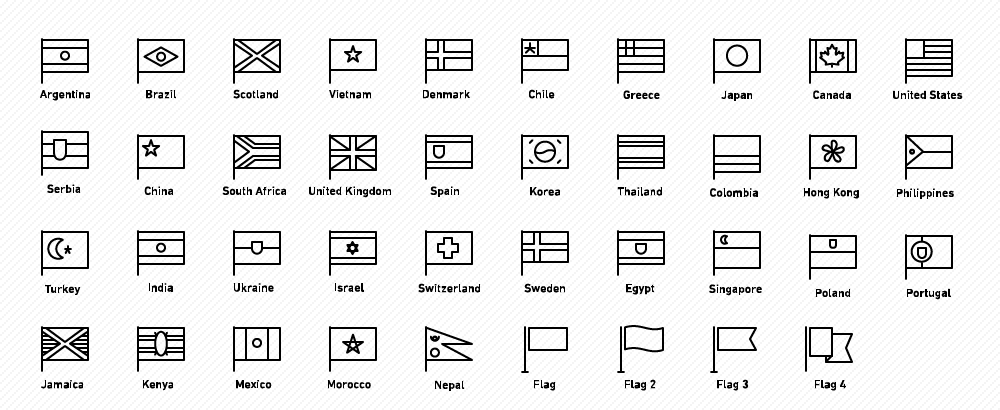 Argentina
Brazil
Scotland
Vietnam
Denmark
Chile
Greece
Japan
Canada
United States
Serbia
China
South Africa
United Kingdom
Spain
Korea
Thailand
Colombia
Hong Kong
Philippines
Turkey
India
Ukraine
Israel
Switzerland
Sweden
Egypt
Singapore
Poland
Portugal
Jamaica
Kenya
Mexico
Morocco
Nepal
Flag
Flag 2
Flag 3
Flag 4